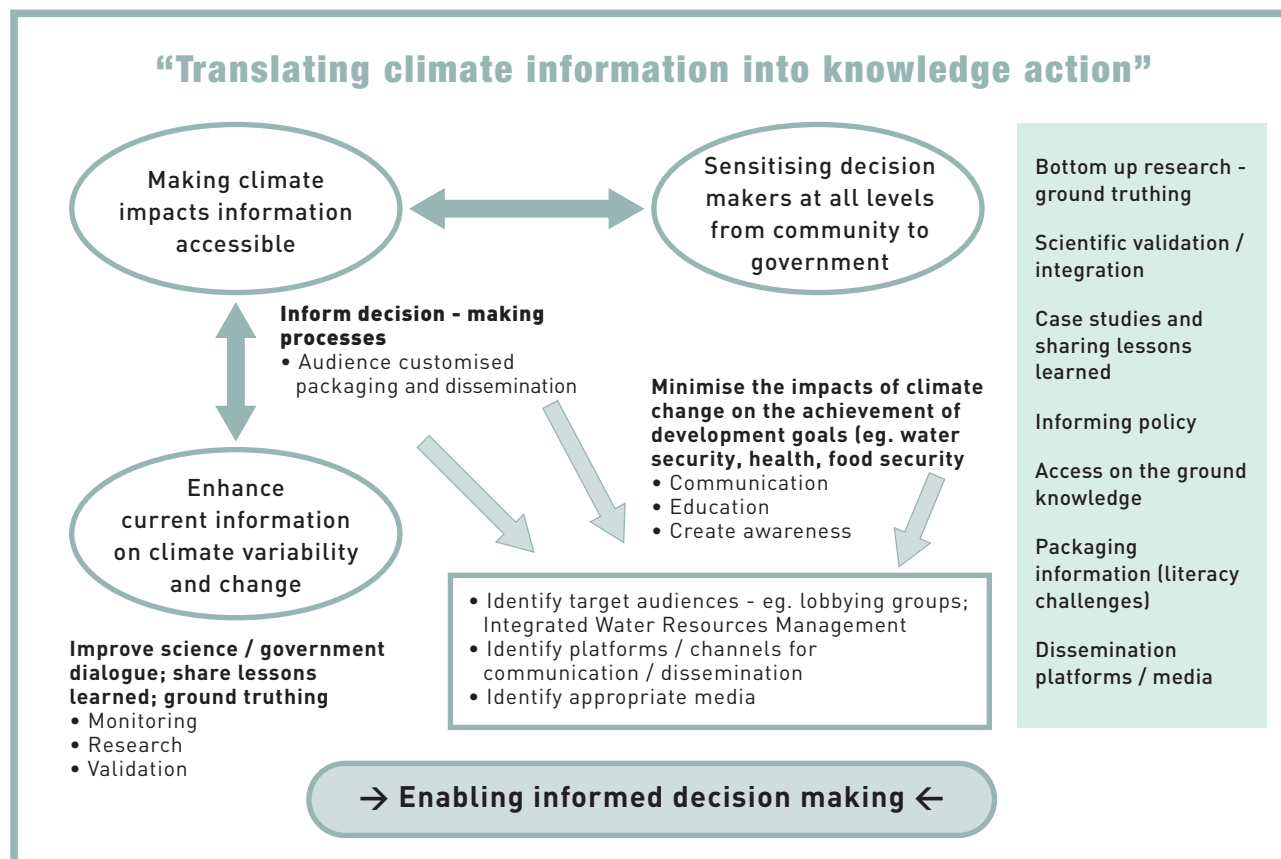 “Translating climate information into knowledge action”
Making climate
impacts information
accessible
Sensitising decision
makers at all levels
from community to
government
Inform decision - making
processes
• Audience customised
packaging and dissemination
Minimise the impacts of climate
change on the achievement of
development goals (eg. water
security, health, food security
• Communication
• Education
• Create awareness
Enhance
current information
on climate variability
and change
Improve science / government
dialogue; share lessons
learned; ground truthing
• Monitoring
• Research
• Validation
• Identify target audiences - eg. lobbying groups;
Integrated Water Resources Management
• Identify platforms / channels for
communication / dissemination
• Identify appropriate media
→ Enabling informed decision making ←
Bottom up research -
ground truthing
Scientific validation /
integration
Case studies and
sharing lessons
learned
Informing policy
Access on the ground
knowledge
Packaging
information (literacy
challenges)
Dissemination
platforms / media